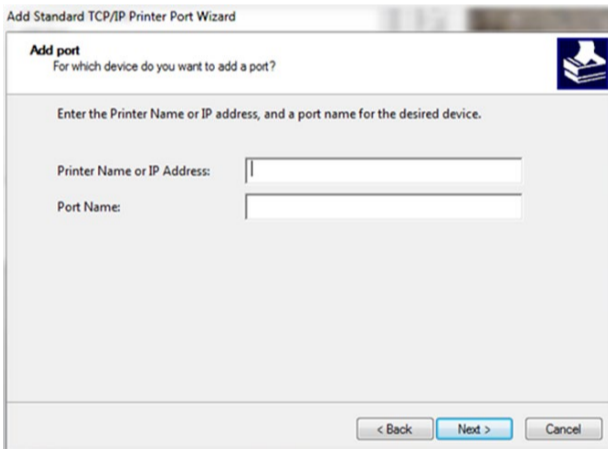 Add Standard TCP/IP Printer Port Wizard
Add port
For which device do you want to add a port?
Enter the Printer Name or IP address, and a port name for the desired device.
Printer Name or IP Address:
Port Name:
< Back Next > Cancel